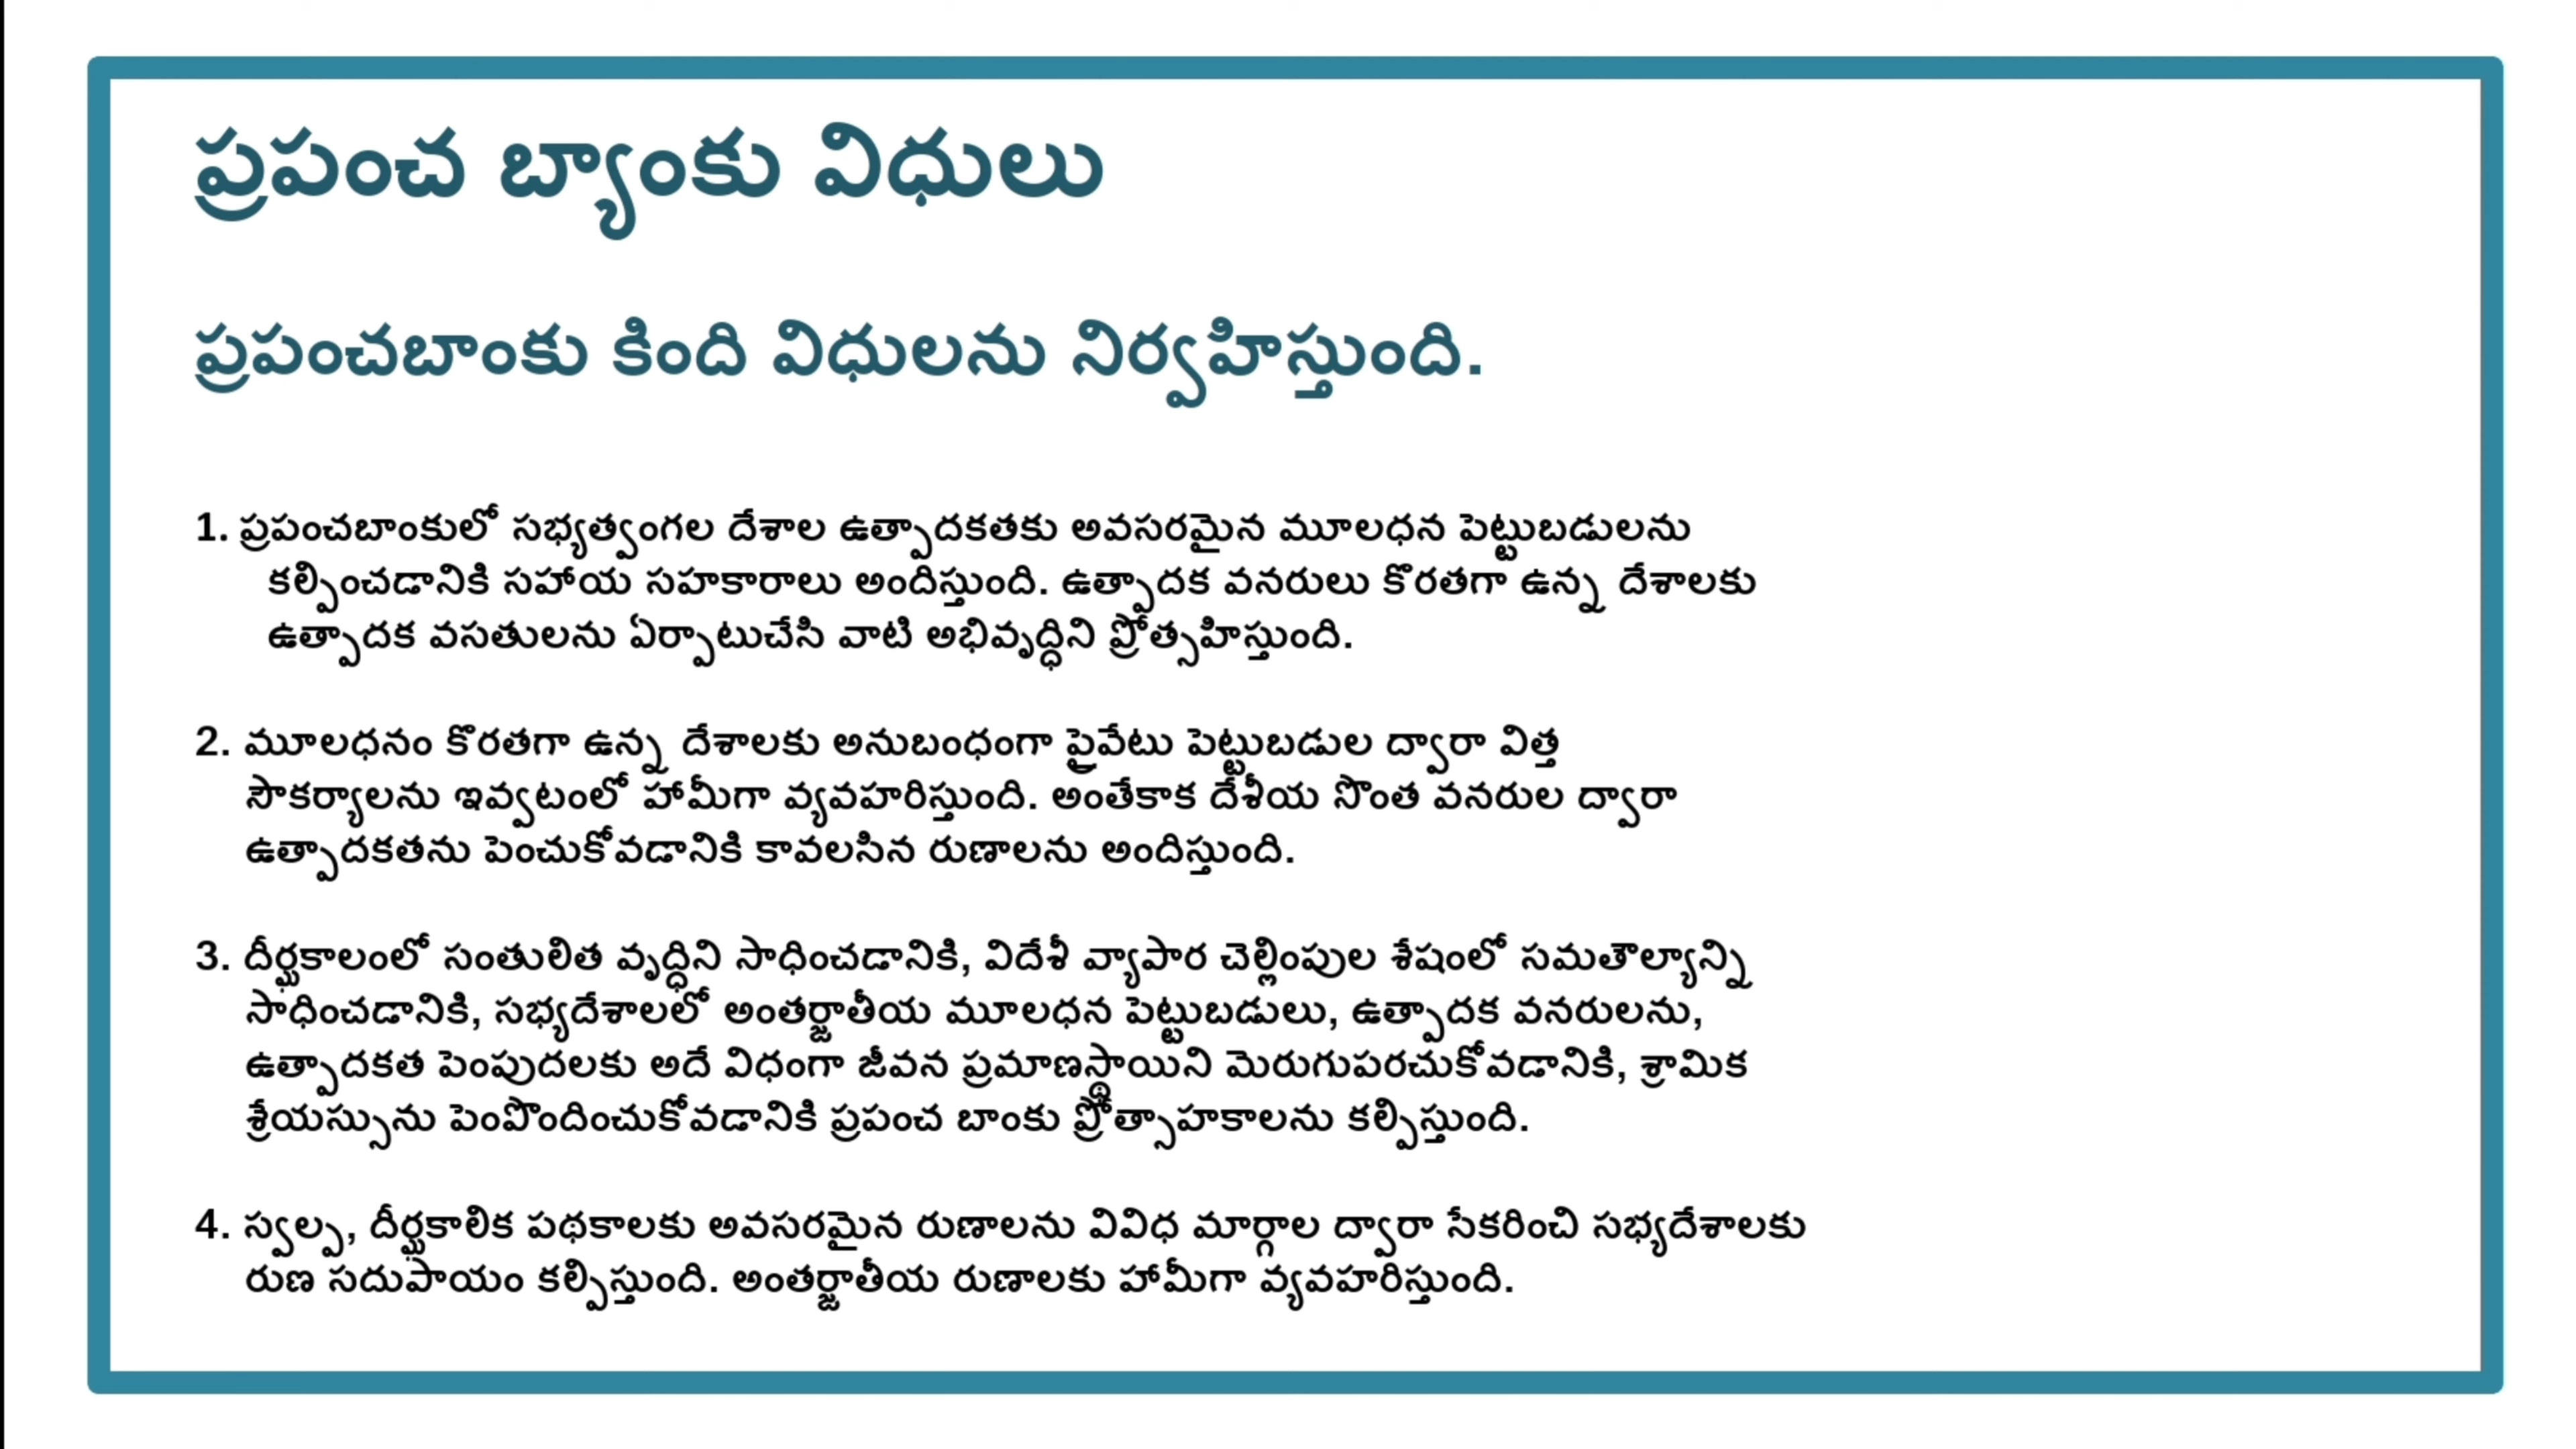 ప్రపంచ బ్యాంకు విధులు
ప్రపంచబాంకు కింది విధులను నిర్వహిస్తుంది.
1. ప్రపంచబాంకులో సభ్యత్వంగల దేశాల ఉత్పాదకతకు అవసరమైన మూలధన పెట్టుబడులను
కల్పించడానికి సహాయ సహకారాలు అందిస్తుంది. ఉత్పాదక వనరులు కొరతగా ఉన్న దేశాలకు
ఉత్పాదక వసతులను ఏర్పాటుచేసి వాటి అభివృద్ధిని ప్రోత్సహిస్తుంది.
2. మూలధనం కొరతగా ఉన్న దేశాలకు అనుబంధంగా ప్రైవేటు పెట్టుబడుల ద్వారా విత్త
సౌకర్యాలను ఇవ్వటంలో హామీగా వ్యవహరిస్తుంది. అంతేకాక దేశీయ సొంత వనరుల ద్వారా
ఉత్పాదకతను పెంచుకోవడానికి కావలసిన రుణాలను అందిస్తుంది.
3. దీర్ఘకాలంలో సంతులిత వృద్ధిని సాధించడానికి, విదేశీ వ్యాపార చెల్లింపుల శేషంలో సమతౌల్యాన్ని
సాధించడానికి, సభ్యదేశాలలో అంతర్జాతీయ మూలధన పెట్టుబడులు, ఉత్పాదక వనరులను,
ఉత్పాదకత పెంపుదలకు అదే విధంగా జీవన ప్రమాణస్థాయిని మెరుగుపరచుకోవడానికి, శ్రామిక
శ్రేయస్సును పెంపొందించుకోవడానికి ప్రపంచ బాంకు ప్రోత్సాహకాలను కల్పిస్తుంది.
4. స్వల్ప, దీర్ఘకాలిక పథకాలకు అవసరమైన రుణాలను వివిధ మార్గాల ద్వారా సేకరించి సభ్యదేశాలకు
రుణ సదుపాయం కల్పిస్తుంది. అంతర్జాతీయ రుణాలకు హామీగా వ్యవహరిస్తుంది.